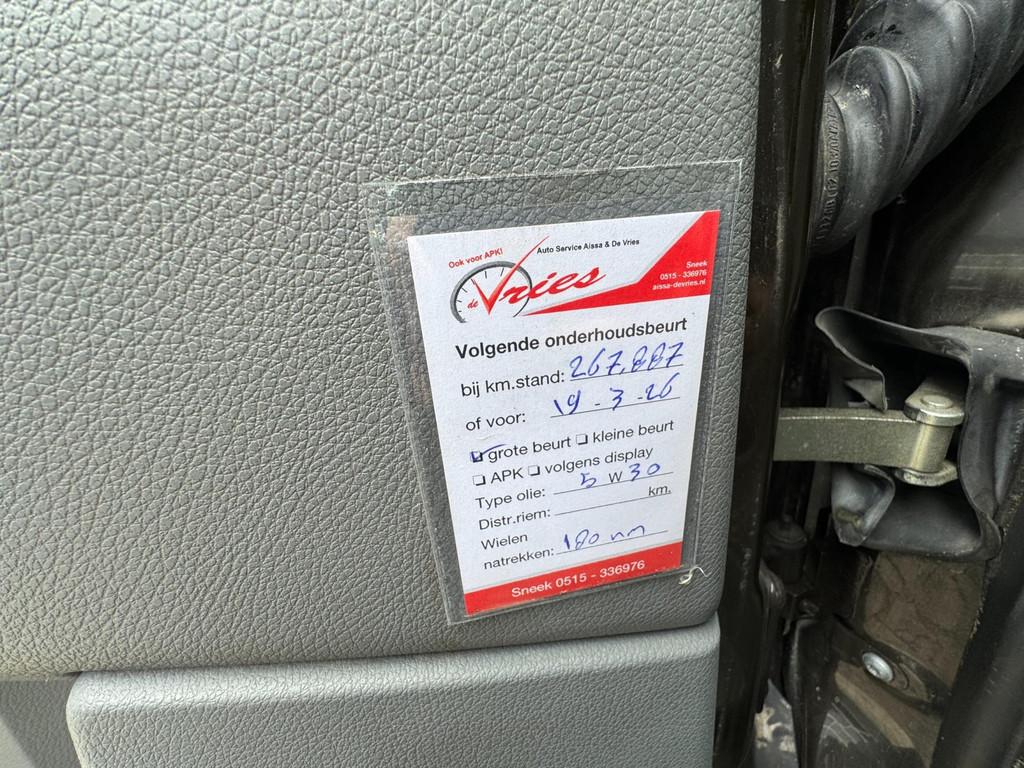 Ook voor APK!
Auto Service Aissa & De Vries
de Vries
Sneek
0515 - 336976
aissa-devries.nl
Volgende onderhoudsbeurt
bij km.stand: 267.887
of voor: 19-3-26
grote beurt kleine beurt
APK volgens display
Type olie: 5 W 30
Distr.riem: km.
Wielen
natrekken: 180 nm
Sneek 0515 - 336976